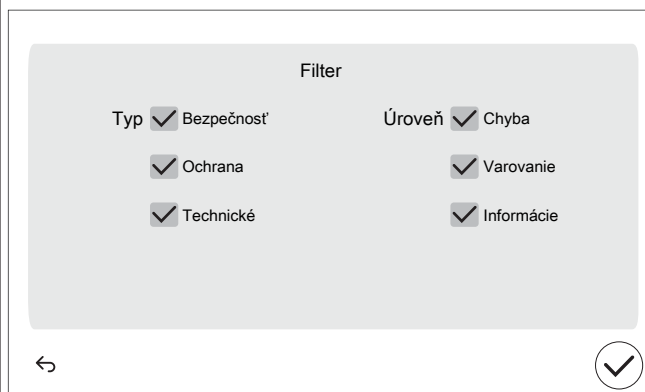 Filter
Typ Bezpečnosť Úroveň Chyba
Ochrana Varovanie
Technické Informácie